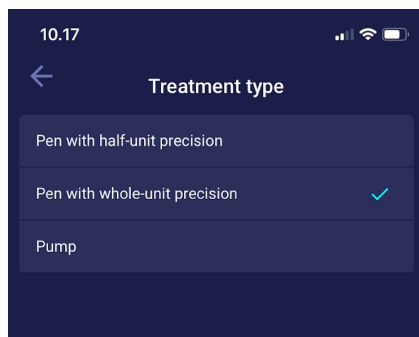 10.17
Treatment type
Pen with half-unit precision
Pen with whole-unit precision
Pump